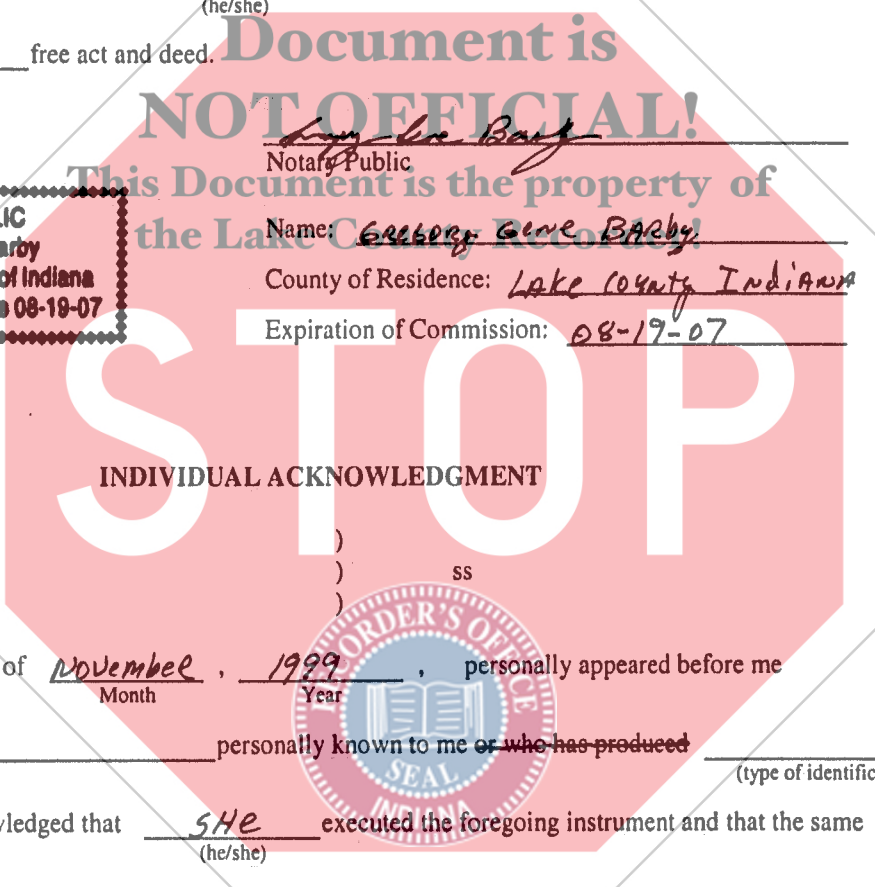 (he/she)
free act and deed.
Document is
NOT OFFICIAL!
Notary Public
This Document is the property of
the Lake County Recorder!
LIC
arby
of Indiana
08-19-07
Name: GREGORY GENE BARBY
County of Residence: LAKE COUNTY INDIANA
Expiration of Commission: 08-19-07
STOP
INDIVIDUAL ACKNOWLEDGMENT
)
) ss
)
of November , 1999 , personally appeared before me
Month Year
personally known to me or who has produced
(type of identific
wledged that SHE executed the foregoing instrument and that the same
(he/she)
RECORDER'S OFFICE
SEAL
INDIANA